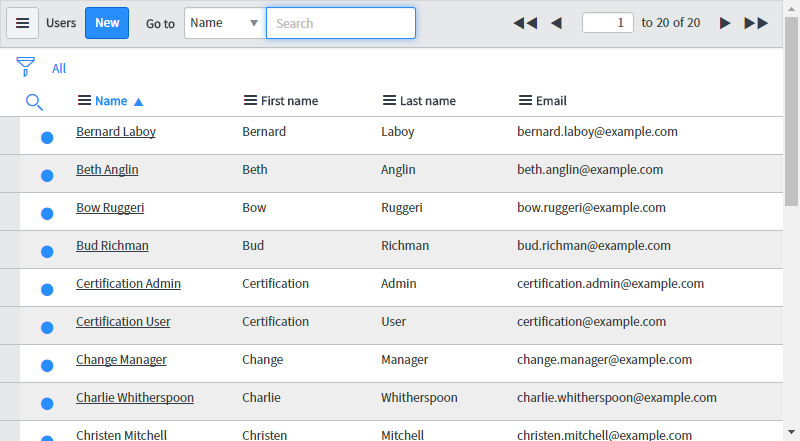 Users New Go to Name Search 1 to 20 of 20
All
Name First name Last name Email
Bernard Laboy Bernard Laboy bernard.laboy@example.com
Beth Anglin Beth Anglin beth.anglin@example.com
Bow Ruggeri Bow Ruggeri bow.ruggeri@example.com
Bud Richman Bud Richman bud.richman@example.com
Certification Admin Certification Admin certification.admin@example.com
Certification User Certification User certification@example.com
Change Manager Change Manager change.manager@example.com
Charlie Whitherspoon Charlie Whitherspoon charlie.whitherspoon@example.com
Christen Mitchell Christen Mitchell christen.mitchell@example.com